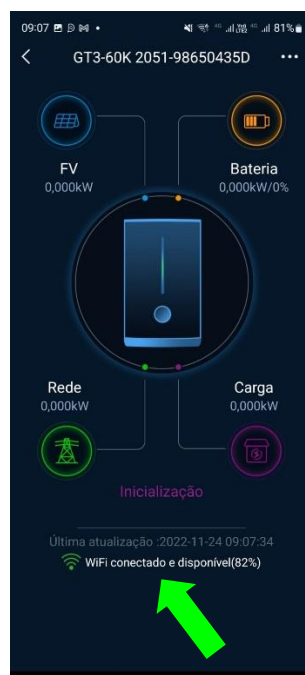 09:07 81%
GT3-60K 2051-98650435D
FV
0,000kW
Bateria
0,000kW/0%
Rede
0,000kW
Carga
0,000kW
Inicialização
Última atualização :2022-11-24 09:07:34
WiFi conectado e disponível(82%)